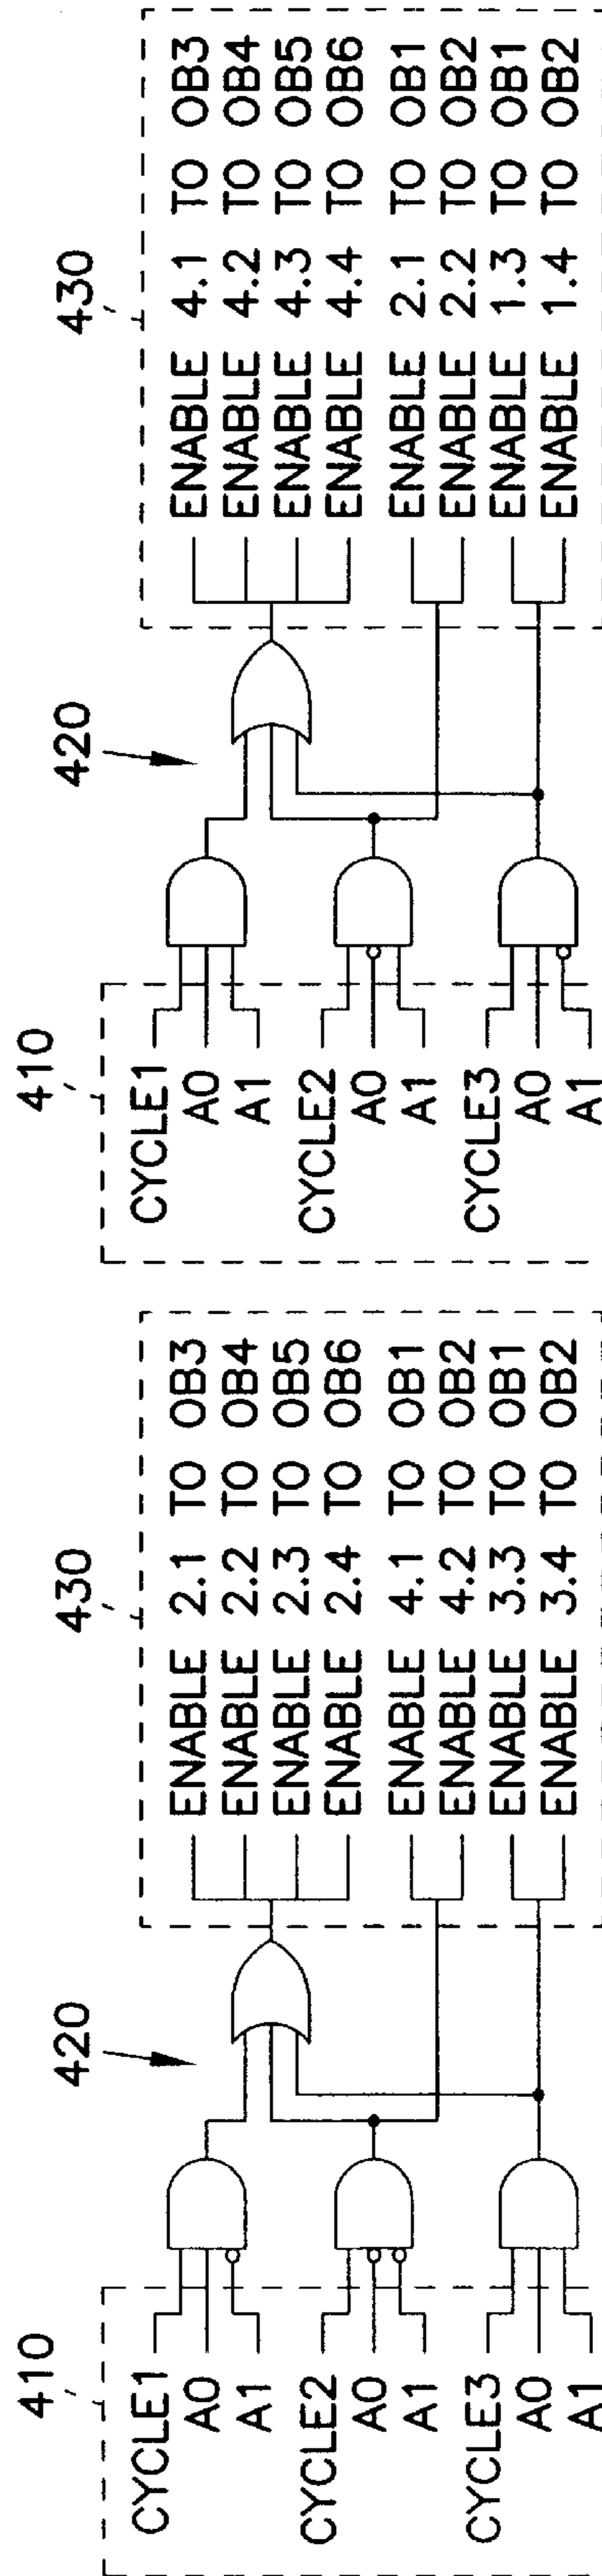 410
420
430
CYCLE1
A0
A1
CYCLE2
A0
A1
CYCLE3
A0
A1
ENABLE 2.1 TO OB3
ENABLE 2.2 TO OB4
ENABLE 2.3 TO OB5
ENABLE 2.4 TO OB6
ENABLE 4.1 TO OB1
ENABLE 4.2 TO OB2
ENABLE 3.3 TO OB1
ENABLE 3.4 TO OB2
410
420
430
CYCLE1
A0
A1
CYCLE2
A0
A1
CYCLE3
A0
A1
ENABLE 4.1 TO OB3
ENABLE 4.2 TO OB4
ENABLE 4.3 TO OB5
ENABLE 4.4 TO OB6
ENABLE 2.1 TO OB1
ENABLE 2.2 TO OB2
ENABLE 1.3 TO OB1
ENABLE 1.4 TO OB2